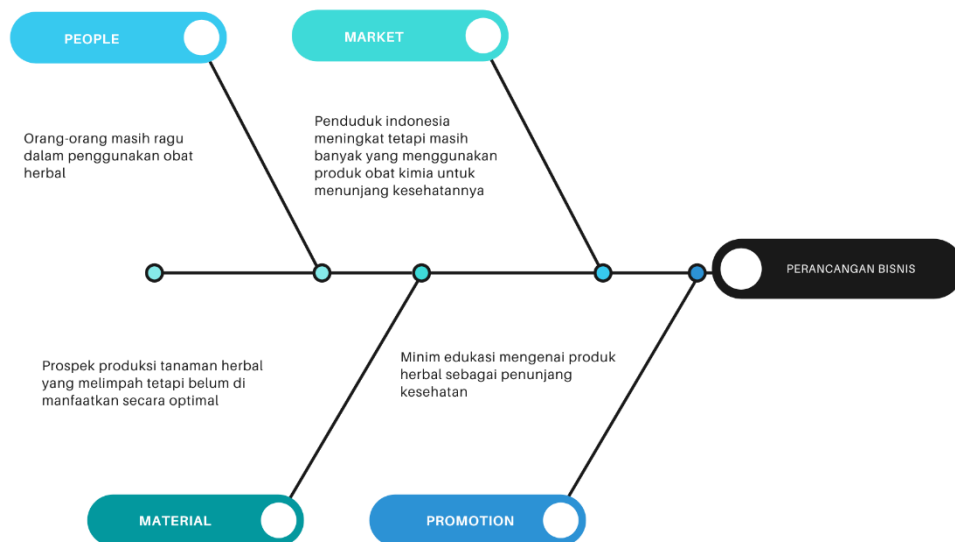 PEOPLE
MARKET
Orang-orang masih ragu
dalam penggunakan obat
herbal
Penduduk indonesia
meningkat tetapi masih
banyak yang menggunakan
produk obat kimia untuk
menunjang kesehatannya
PERANCANGAN BISNIS
Prospek produksi tanaman herbal
yang melimpah tetapi belum di
manfaatkan secara optimal
Minim edukasi mengenai produk
herbal sebagai penunjang
kesehatan
MATERIAL
PROMOTION